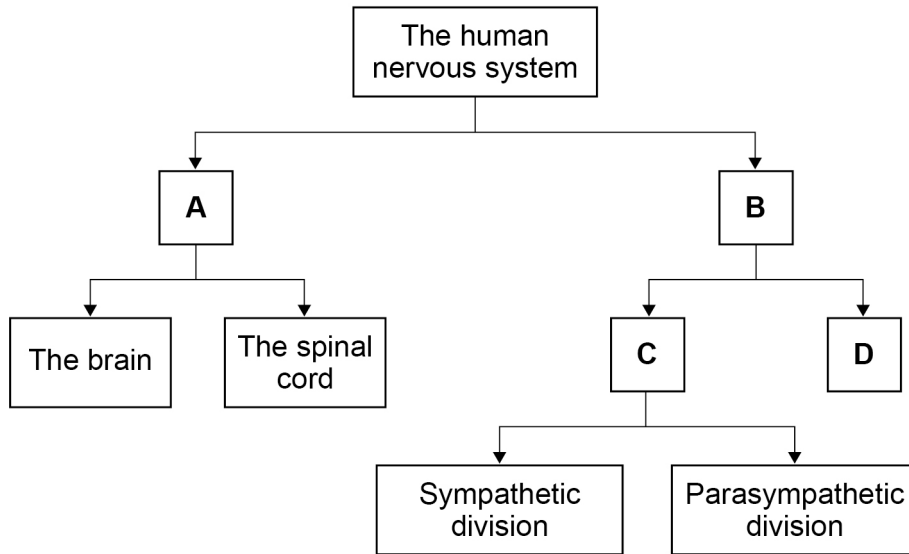 The human
nervous system
A
B
The brain
The spinal
cord
C
D
Sympathetic
division
Parasympathetic
division